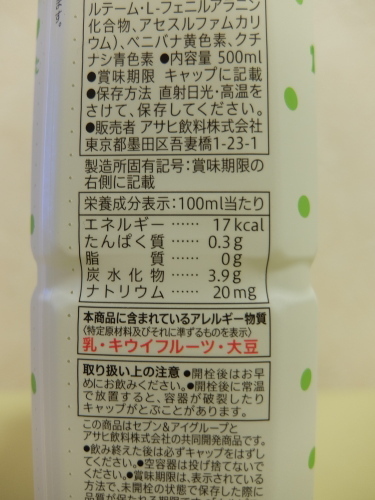 ます。
ルテーム・L-フェニルアラニン
化合物、アセスルファムカリ
ウム)、ベニバナ黄色素、クチ
ナシ青色素 ●内容量 500ml
●賞味期限 キャップに記載
●保存方法 直射日光・高温を
さけて、保存してください。
●販売者 アサヒ飲料株式会社
東京都墨田区吾妻橋1-23-1
製造所固有記号:賞味期限の
右側に記載
栄養成分表示:100ml当たり
エネルギー …… 17kcal
たんぱく質 …… 0.3g
脂 質 …… 0g
炭水化物 …… 3.9g
ナトリウム …… 20mg
本商品に含まれているアレルギー物質
(特定原材料及びそれに準ずるものを表示)
乳・キウイフルーツ・大豆
取り扱い上の注意 ●開栓後はお早
めにお飲みください。●開栓後に常温
で放置すると、容器が破裂したり
キャップがとぶことがあります。
この商品はセブン&アイグループと
アサヒ飲料株式会社の共同開発商品です。
●飲み終えた後は必ずキャップをはずし
てください。●空容器は投げ捨てないで
ください。●賞味期限は、表示されている
方法で、未開栓の状態で保存した際に